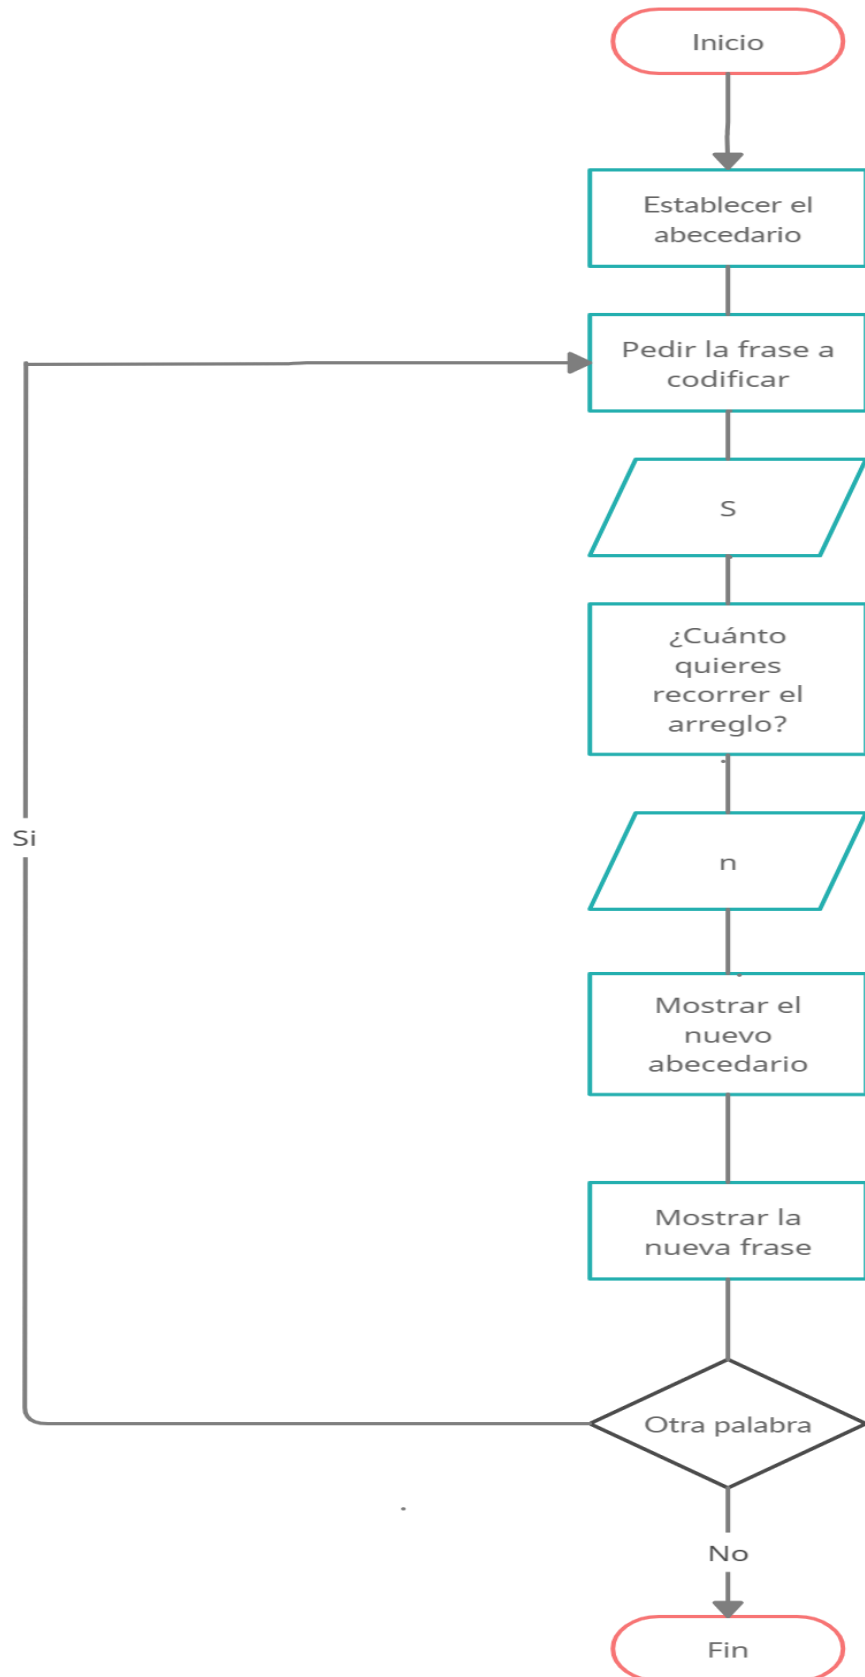 Inicio
Establecer el
abecedario
Pedir la frase a
codificar
S
¿Cuánto
quieres
recorrer el
arreglo?
Si
n
Mostrar el
nuevo
abecedario
Mostrar la
nueva frase
Otra palabra
No
Fin